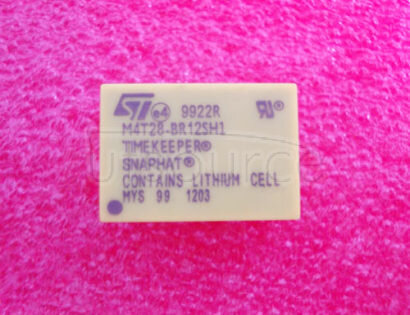 ST e4 9922R
M4T28-BR12SH1
TIMEKEEPER®
SNAPHAT®
CONTAINS LITHIUM CELL
MYS 99 1203